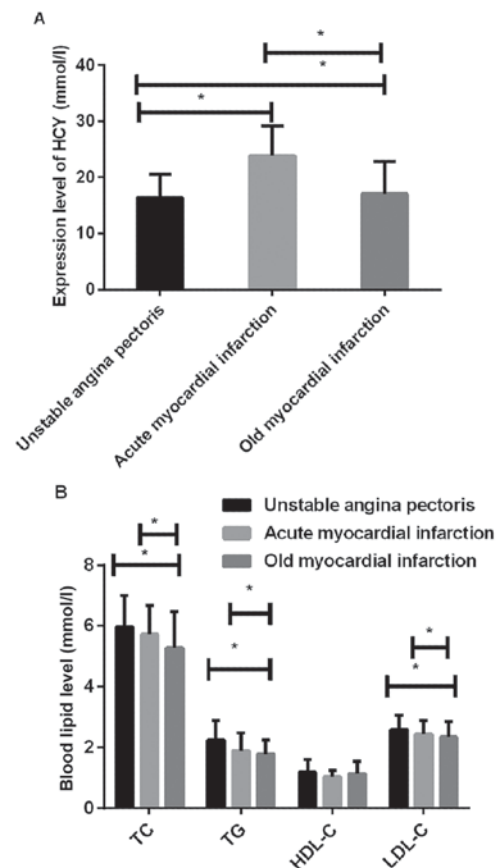 A
*
*
*
Expression level of HCY (mmol/l)
40
30
20
10
0
Unstable angina pectoris
Acute myocardial infarction
Old myocardial infarction
B
Unstable angina pectoris
Acute myocardial infarction
Old myocardial infarction
*
*
*
*
*
*
Blood lipid level (mmol/l)
8
6
4
2
0
TC
TG
HDL-C
LDL-C